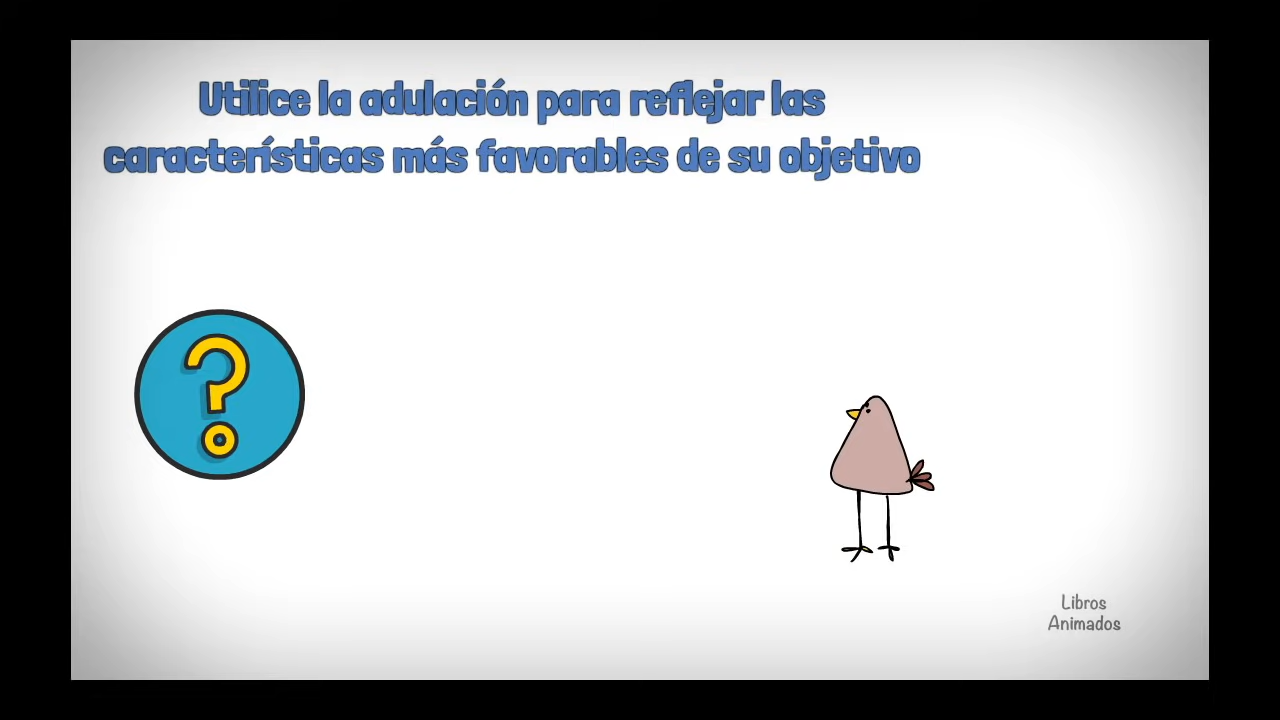 Utilice la adulación para reflejar las
características más favorables de su objetivo
?
Libros
Animados